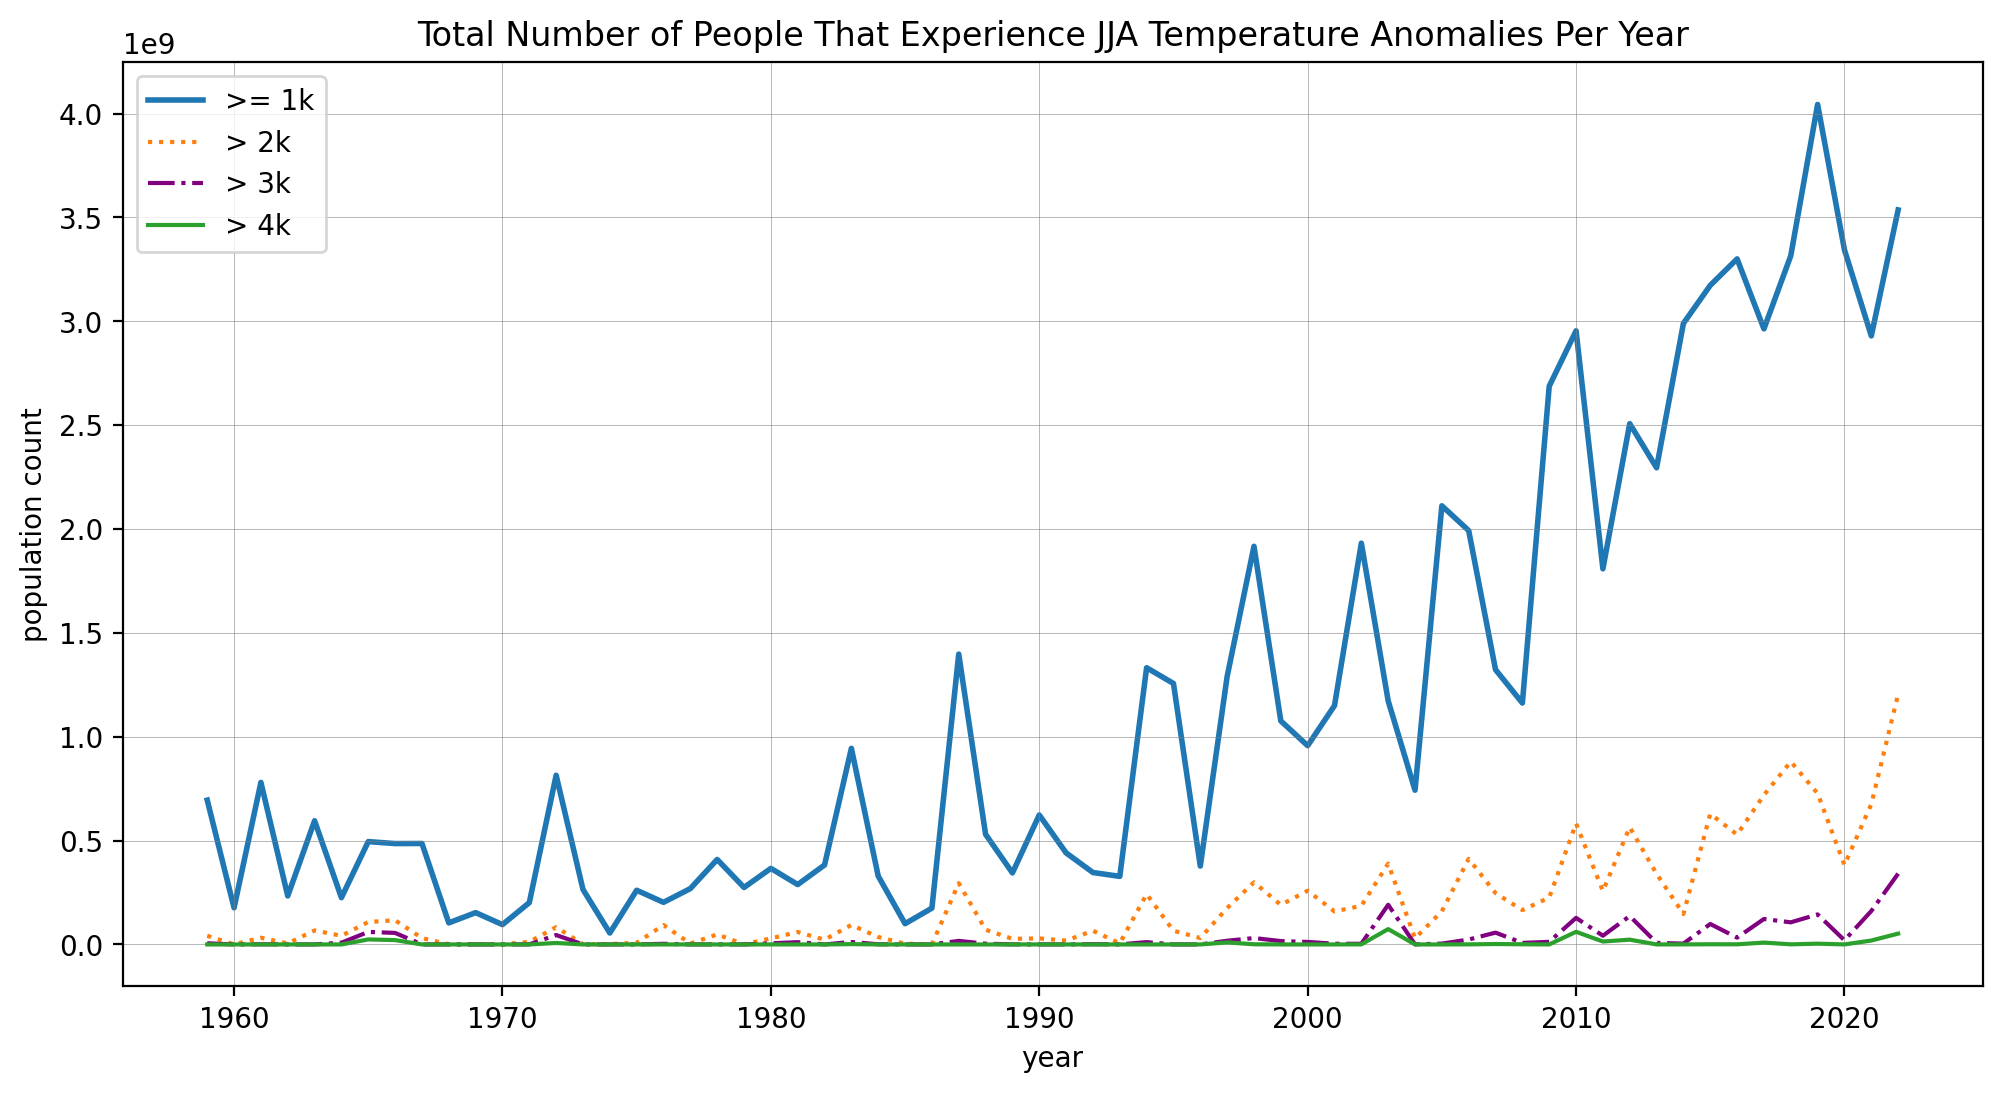 Total Number of People That Experience JJA Temperature Anomalies Per Year
1e9
>= 1k
> 2k
> 3k
> 4k
4.0
3.5
3.0
2.5
2.0
1.5
1.0
0.5
0.0
population count
1960 1970 1980 1990 2000 2010 2020
year